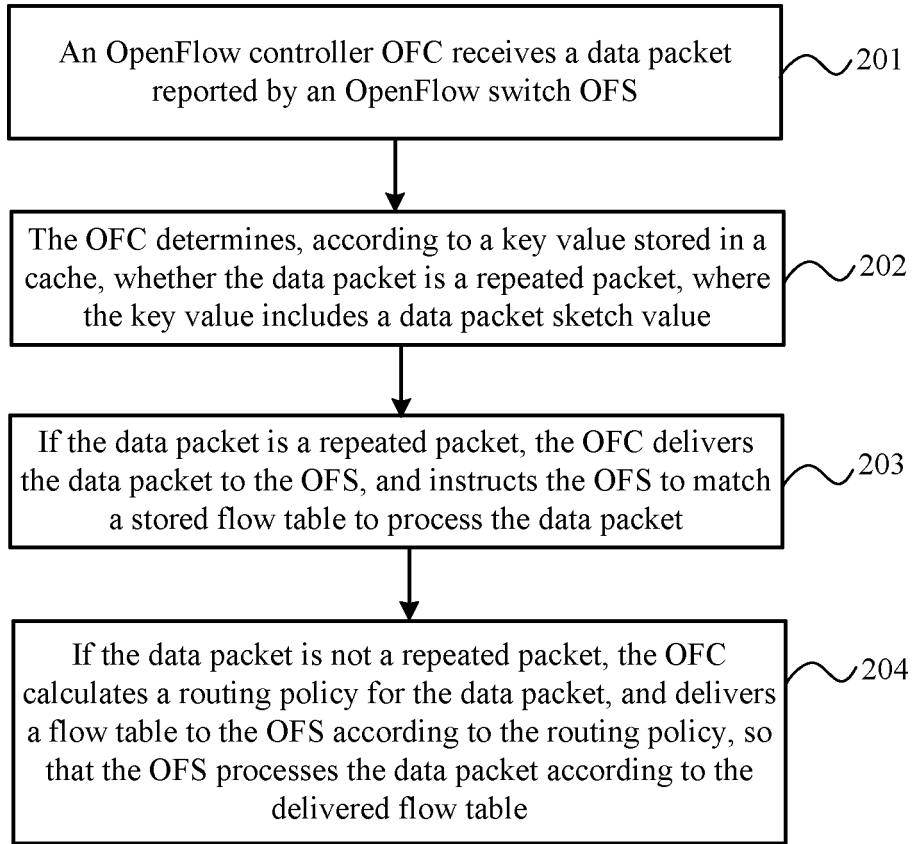 An OpenFlow controller OFC receives a data packet
reported by an OpenFlow switch OFS
201
The OFC determines, according to a key value stored in a
cache, whether the data packet is a repeated packet, where
the key value includes a data packet sketch value
202
If the data packet is a repeated packet, the OFC delivers
the data packet to the OFS, and instructs the OFS to match
a stored flow table to process the data packet
203
If the data packet is not a repeated packet, the OFC
calculates a routing policy for the data packet, and delivers
a flow table to the OFS according to the routing policy, so
that the OFS processes the data packet according to the
delivered flow table
204